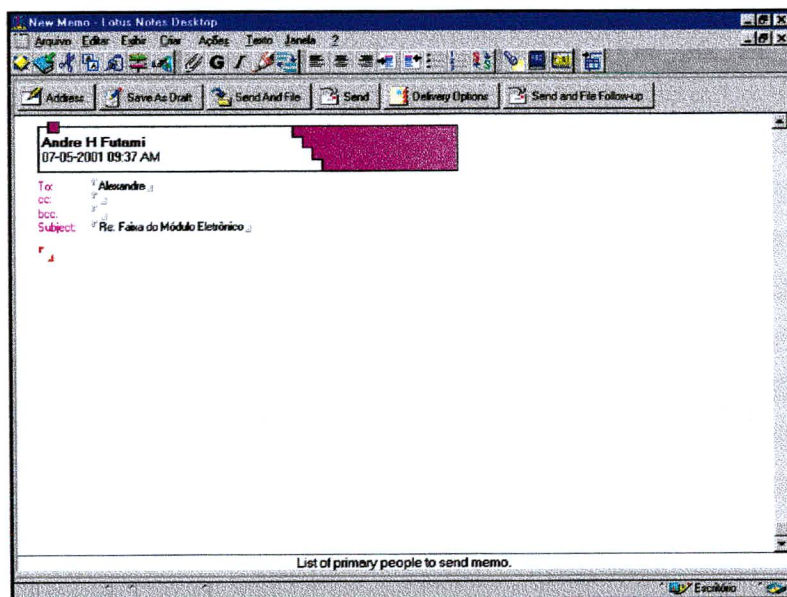 New Memo - Lotus Notes Desktop
Arquivo Editar Exibir Criar Ações Texto Janela ?
G I
Address Save As Draft Send And File Send Delivery Options Send and File Follow-up
Andre H Futami
07-05-2001 09:37 AM
To: Alexandre
cc:
bcc:
Subject: Re: Faixa do Módulo Eletrônico
List of primary people to send memo.
Escritório